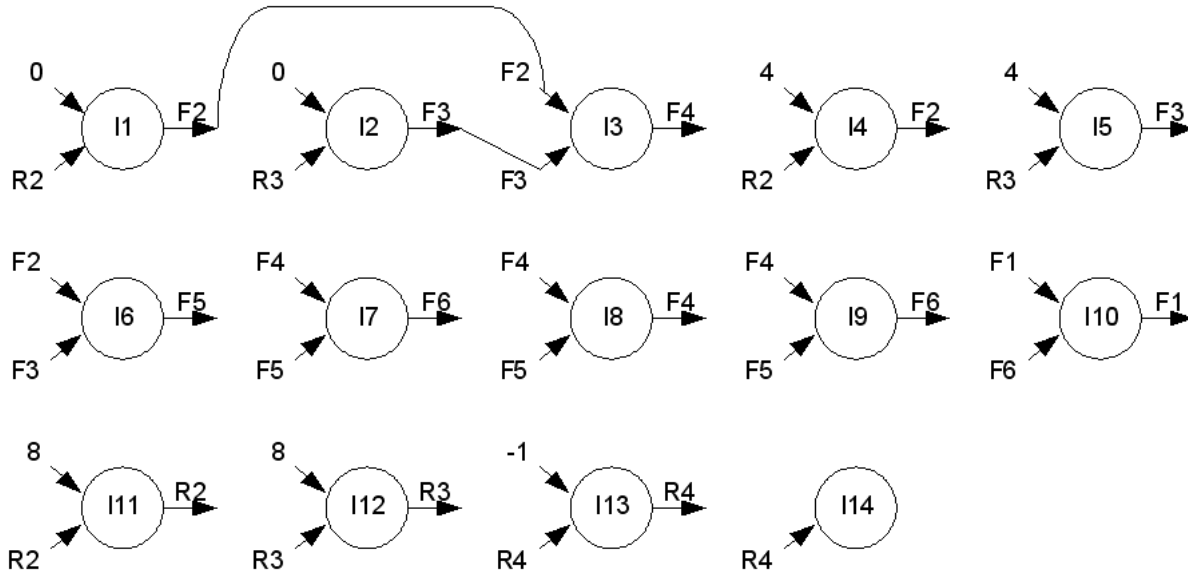 0 0 F2 4 4
I1 F2 I2 F3 I3 F4 I4 F2 I5 F3
R2 R3 F3 R2 R3
F2 F4 F4 F4 F1
I6 F5 I7 F6 I8 F4 I9 F6 I10 F1
F3 F5 F5 F5 F6
8 8 -1
I11 R2 I12 R3 I13 R4 I14
R2 R3 R4 R4